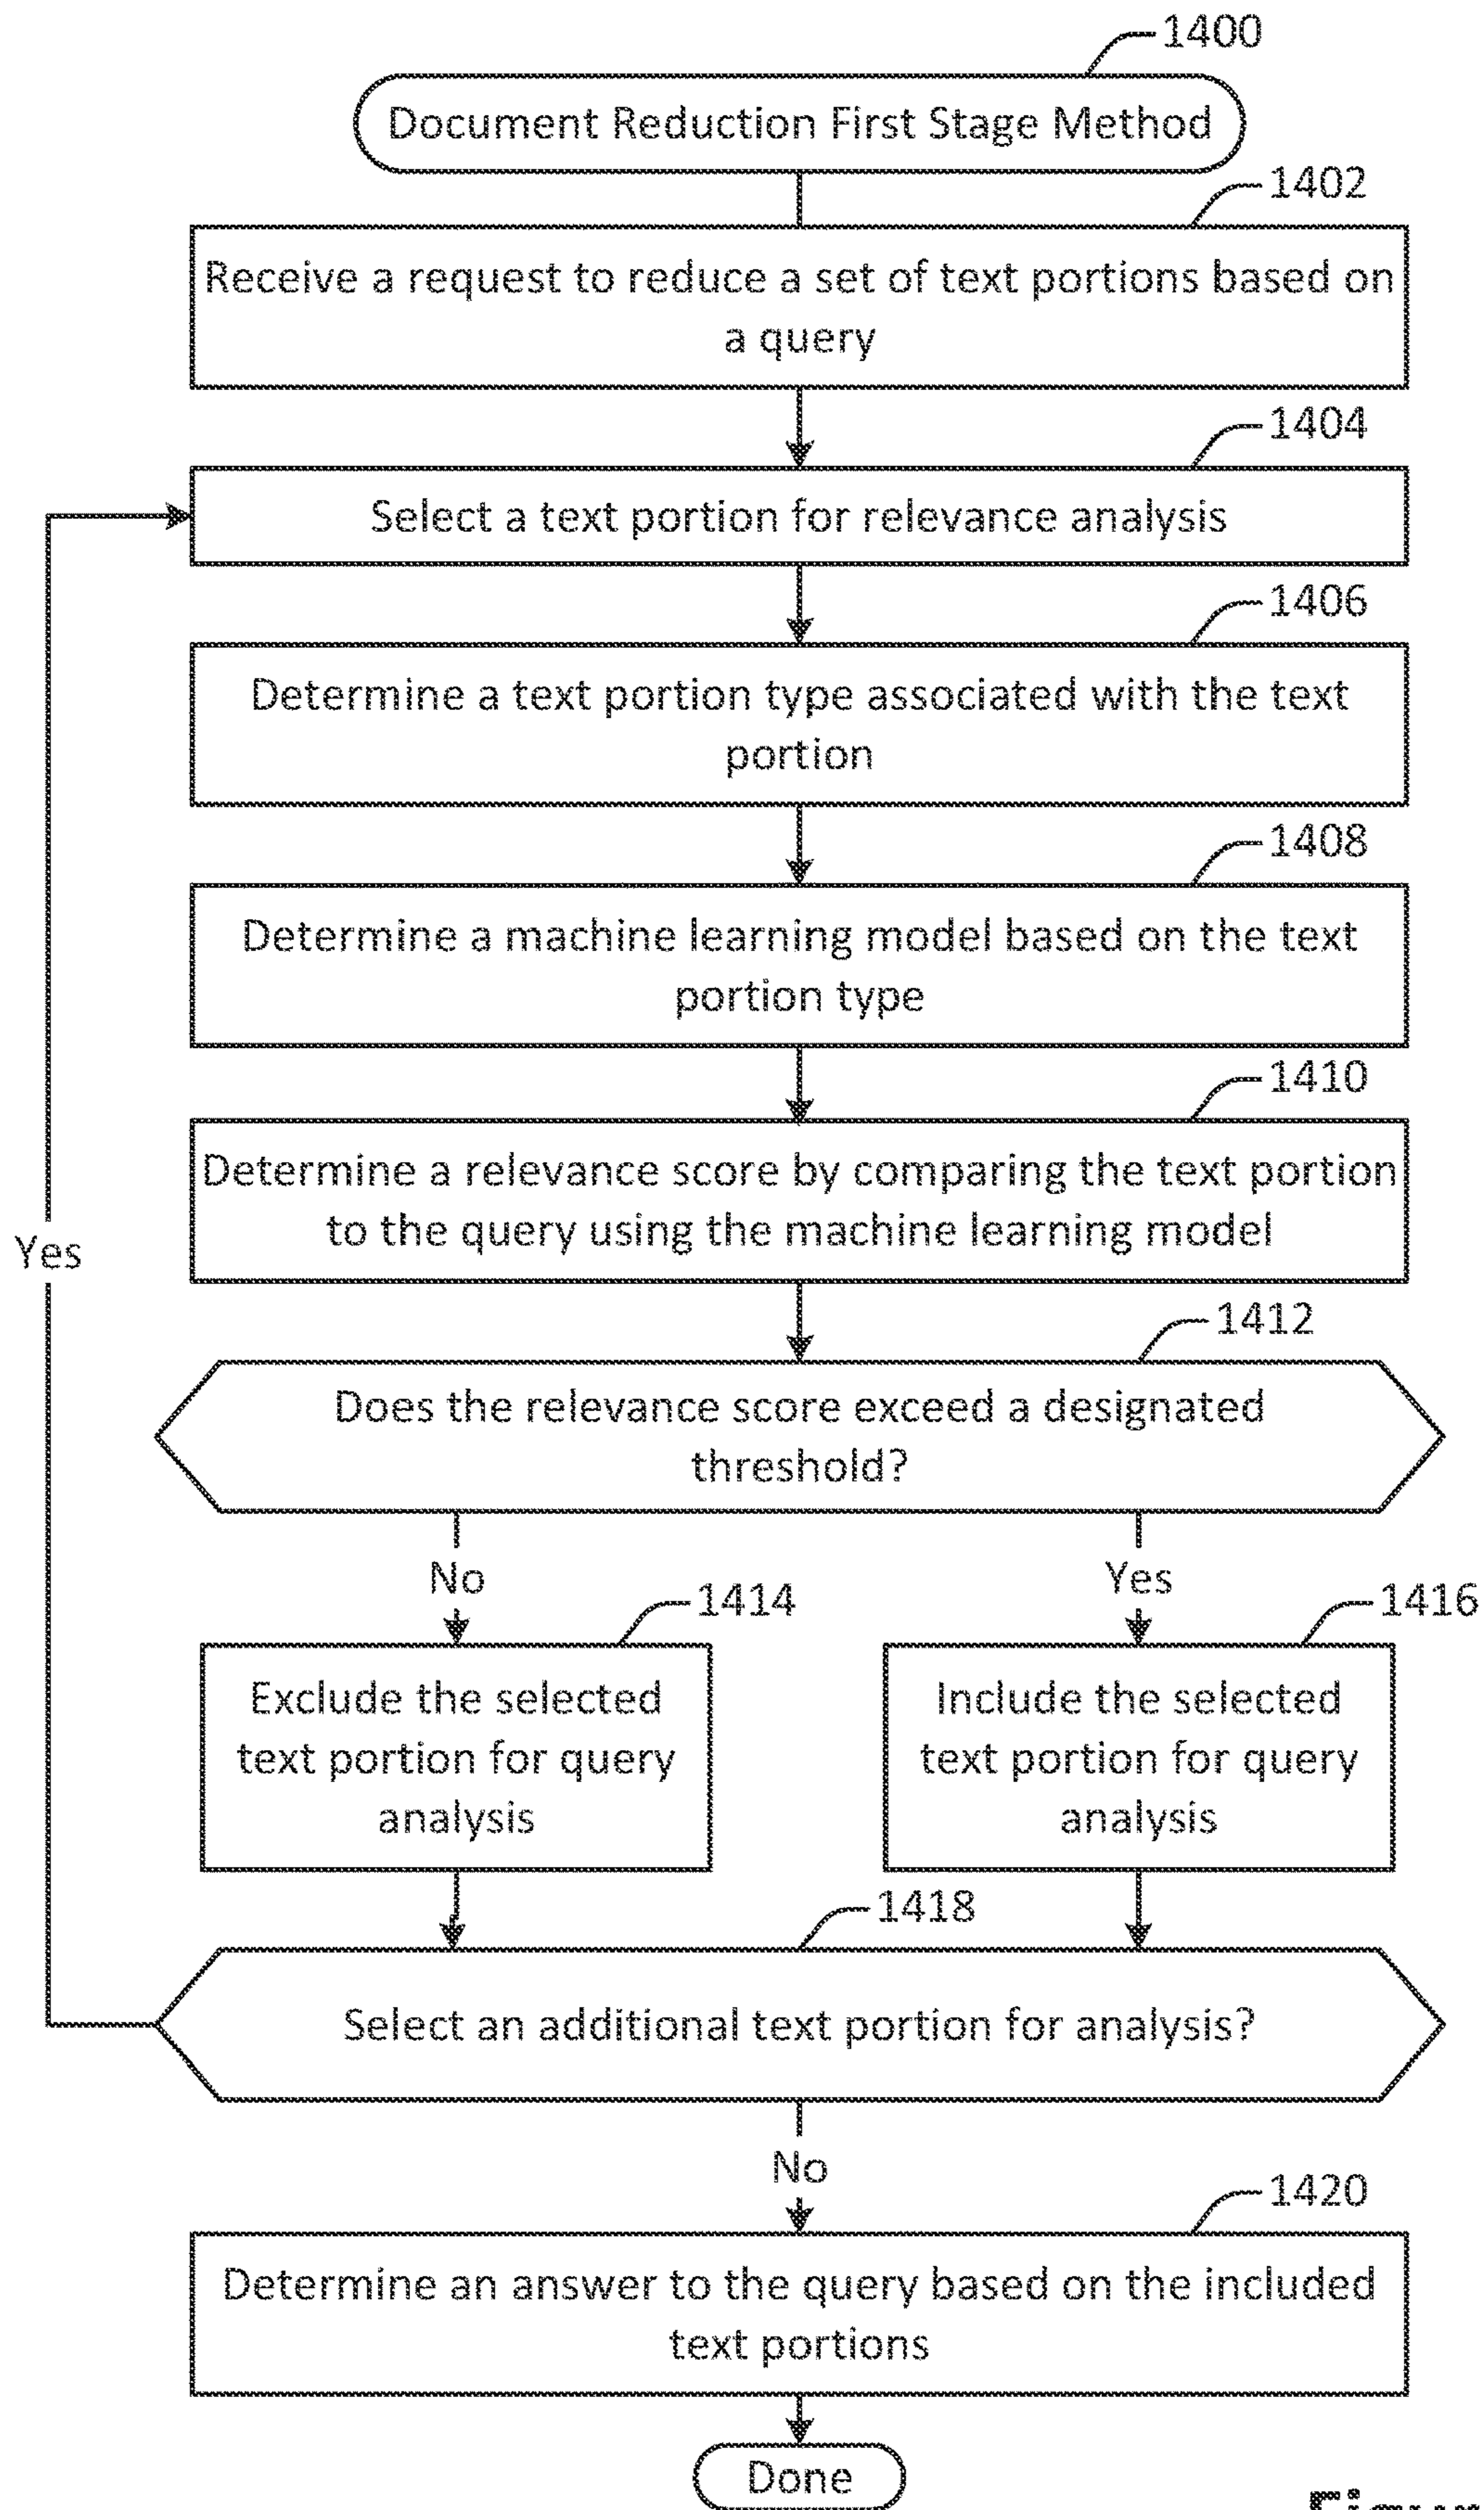 1400
Document Reduction First Stage Method
1402
Receive a request to reduce a set of text portions based on
a query
1404
Select a text portion for relevance analysis
1406
Determine a text portion type associated with the text
portion
1408
Determine a machine learning model based on the text
portion type
1410
Determine a relevance score by comparing the text portion
to the query using the machine learning model
Yes
1412
Does the relevance score exceed a designated
threshold?
No
Yes
1414
1416
Exclude the selected
text portion for query
analysis
Include the selected
text portion for query
analysis
1418
Select an additional text portion for analysis?
No
1420
Determine an answer to the query based on the included
text portions
Done